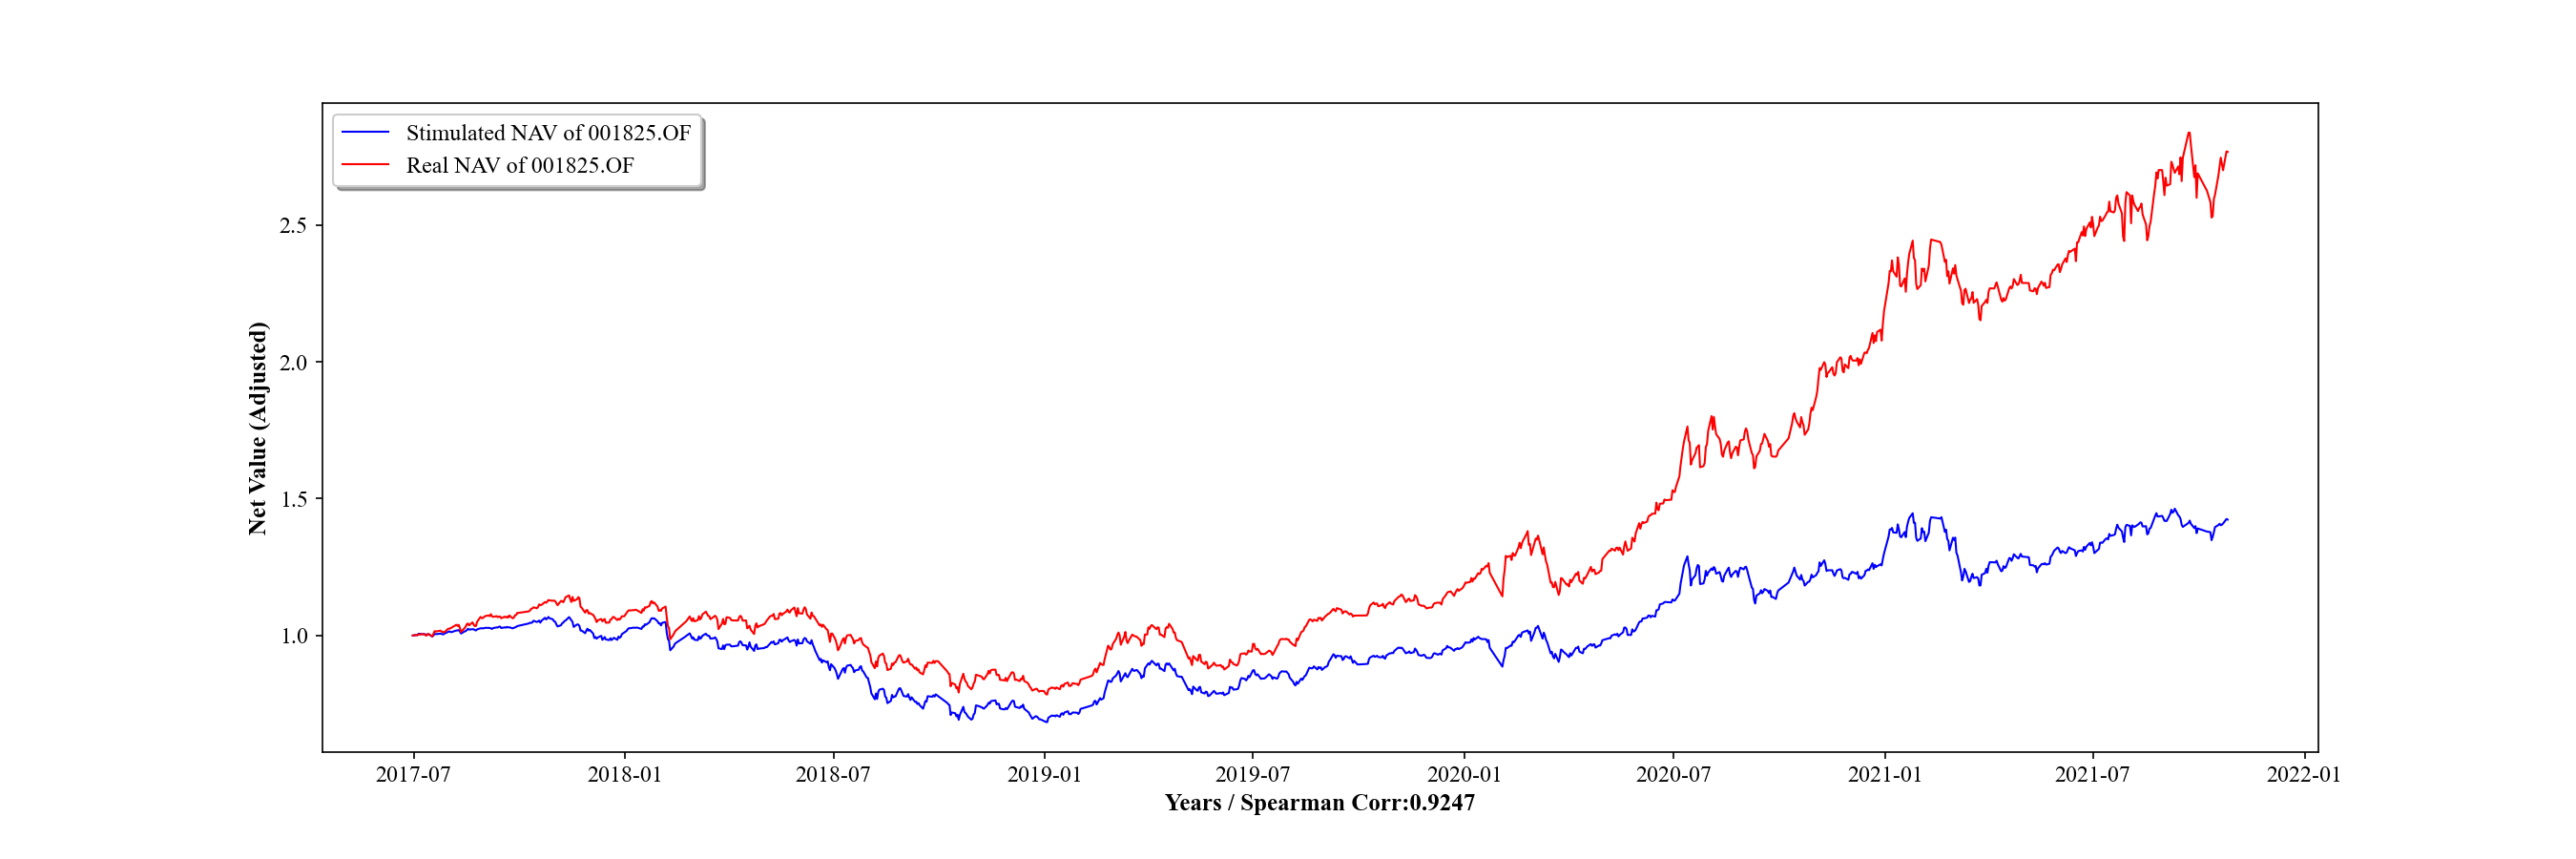 Stimulated NAV of 001825.OF
Real NAV of 001825.OF
Net Value (Adjusted)
2.5
2.0
1.5
1.0
2017-07 2018-01 2018-07 2019-01 2019-07 2020-01 2020-07 2021-01 2021-07 2022-01
Years / Spearman Corr:0.9247